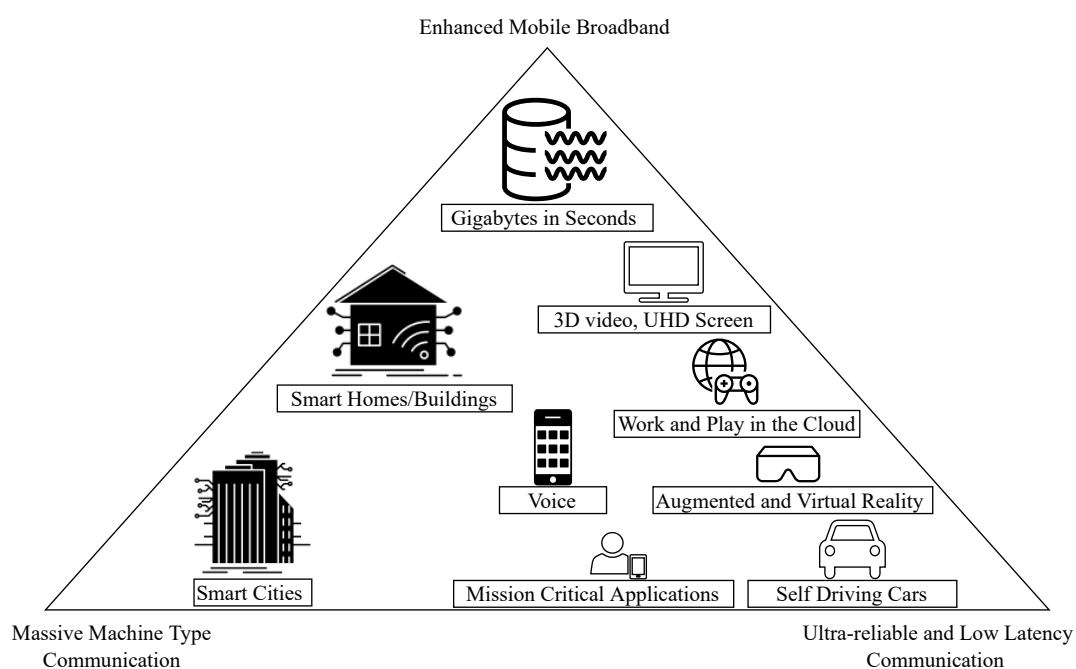 Enhanced Mobile Broadband
Gigabytes in Seconds
3D video, UHD Screen
Smart Homes/Buildings
Work and Play in the Cloud
Voice
Augmented and Virtual Reality
Smart Cities
Mission Critical Applications
Self Driving Cars
Massive Machine Type
Communication
Ultra-reliable and Low Latency
Communication